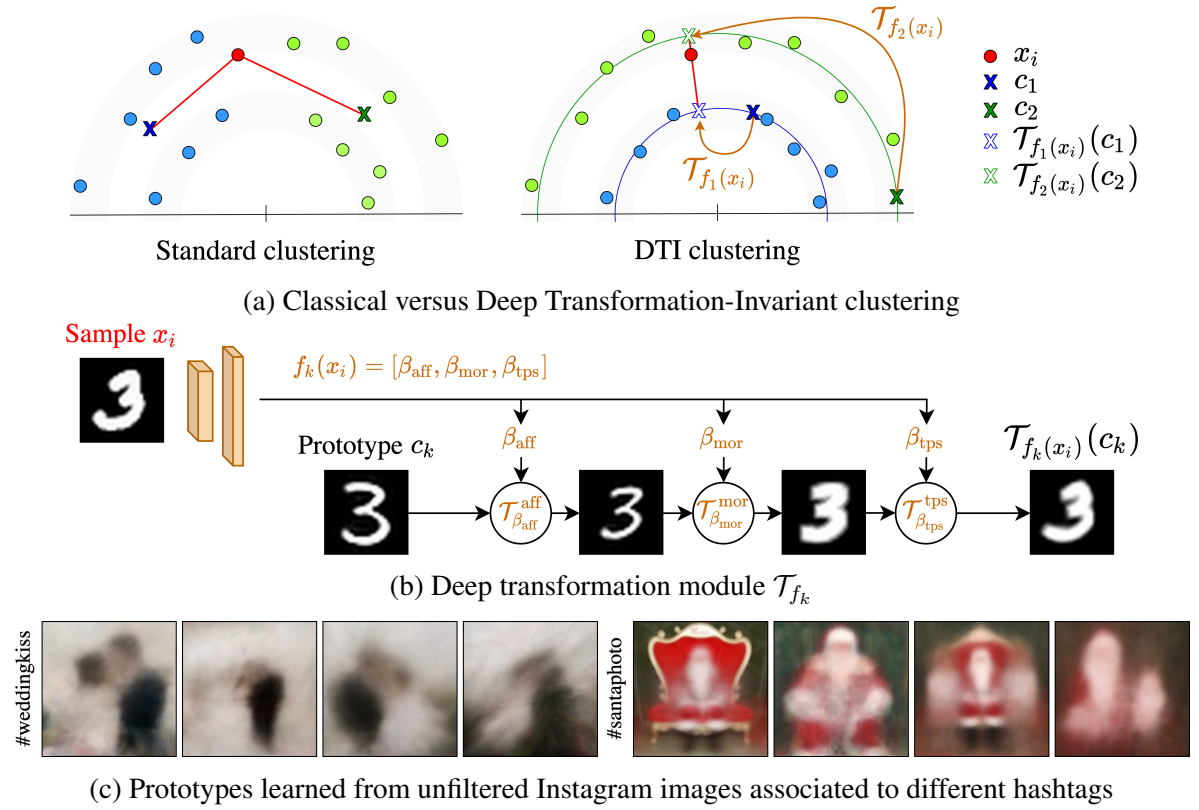 𝒯_{f_2(x_i)}
x_i
c_1
c_2
𝒯_{f_1(x_i)}(c_1)
𝒯_{f_2(x_i)}(c_2)
𝒯_{f_1(x_i)}
Standard clustering
DTI clustering
(a) Classical versus Deep Transformation-Invariant clustering
Sample x_i
f_k(x_i) = [β_aff, β_mor, β_tps]
Prototype c_k
β_aff
β_mor
β_tps
𝒯_{f_k(x_i)}(c_k)
𝒯^aff_{β_aff}
𝒯^mor_{β_mor}
𝒯^tps_{β_tps}
(b) Deep transformation module 𝒯_{f_k}
#weddingkiss
#santaphoto
(c) Prototypes learned from unfiltered Instagram images associated to different hashtags